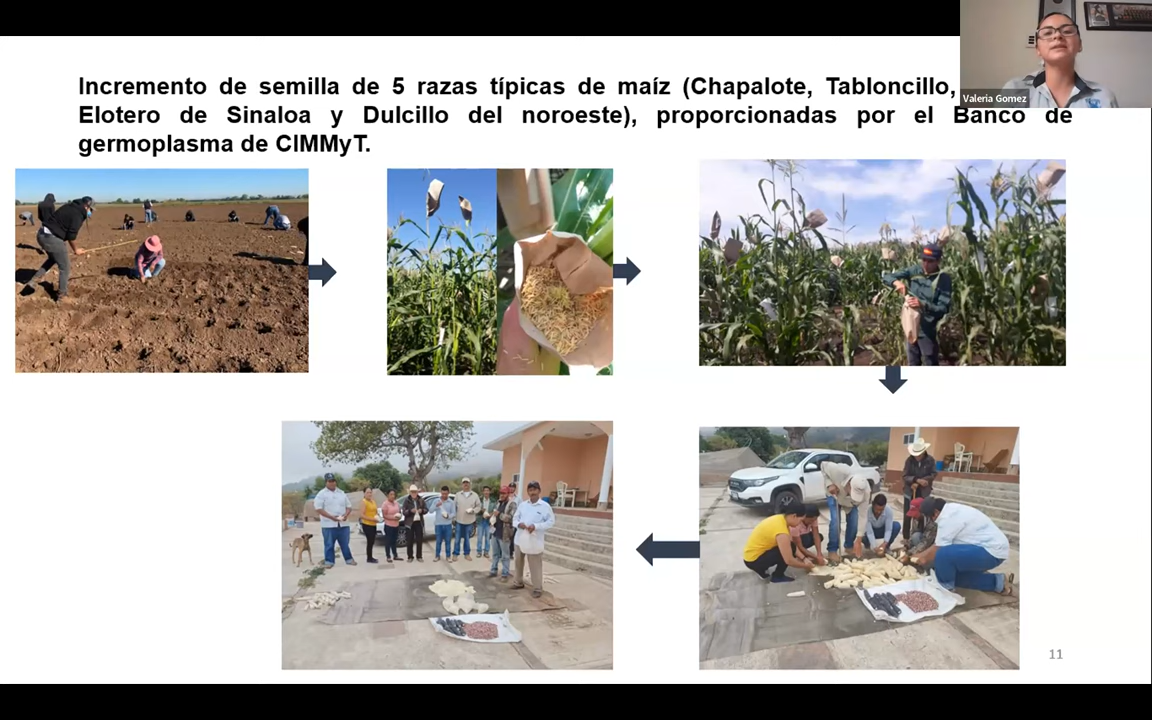 Incremento de semilla de 5 razas típicas de maíz (Chapalote, Tabloncillo,
Elotero de Sinaloa y Dulcillo del noroeste), proporcionadas por el Banco de
germoplasma de CIMMyT.
Valeria Gomez
11